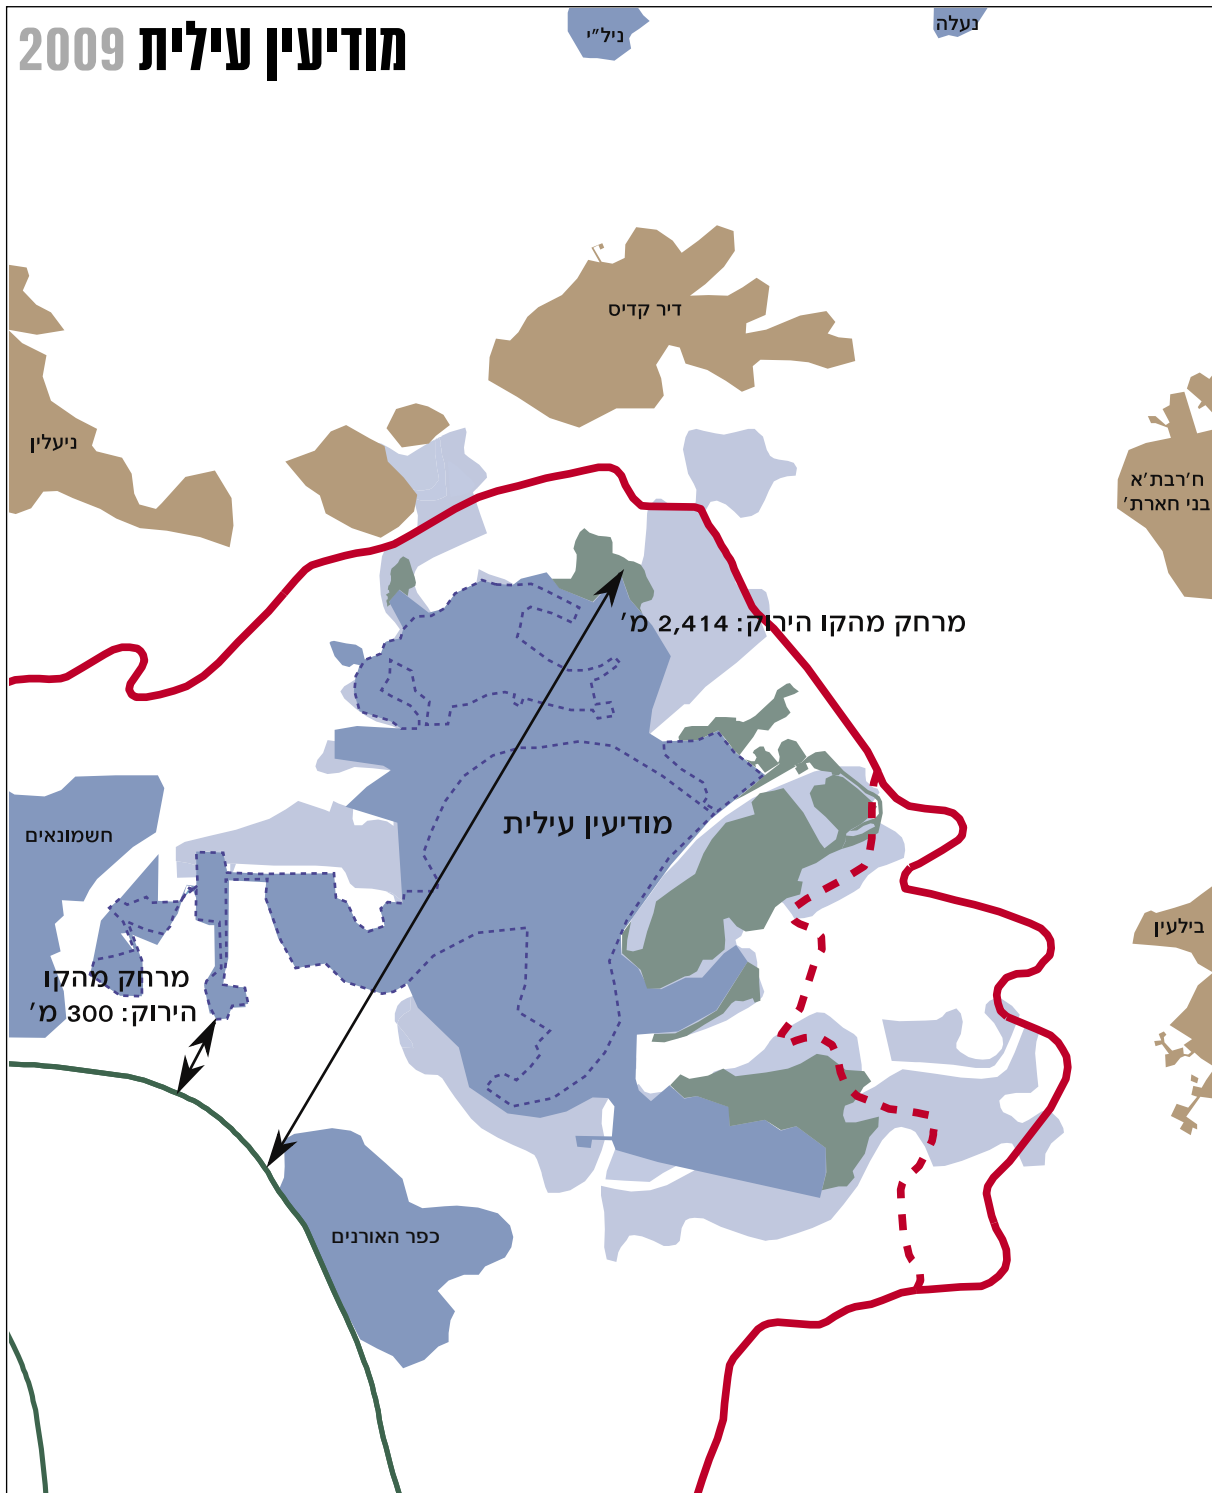 מודיעין עילית 2009
ניל"י
נעלה
דיר קדיס
ניעלין
ח'רבת'א
בני חארת'
מרחק מהקו הירוק: 2,414 מ'
מודיעין עילית
חשמונאים
בילעין
מרחק מהקו
הירוק: 300 מ'
כפר האורנים